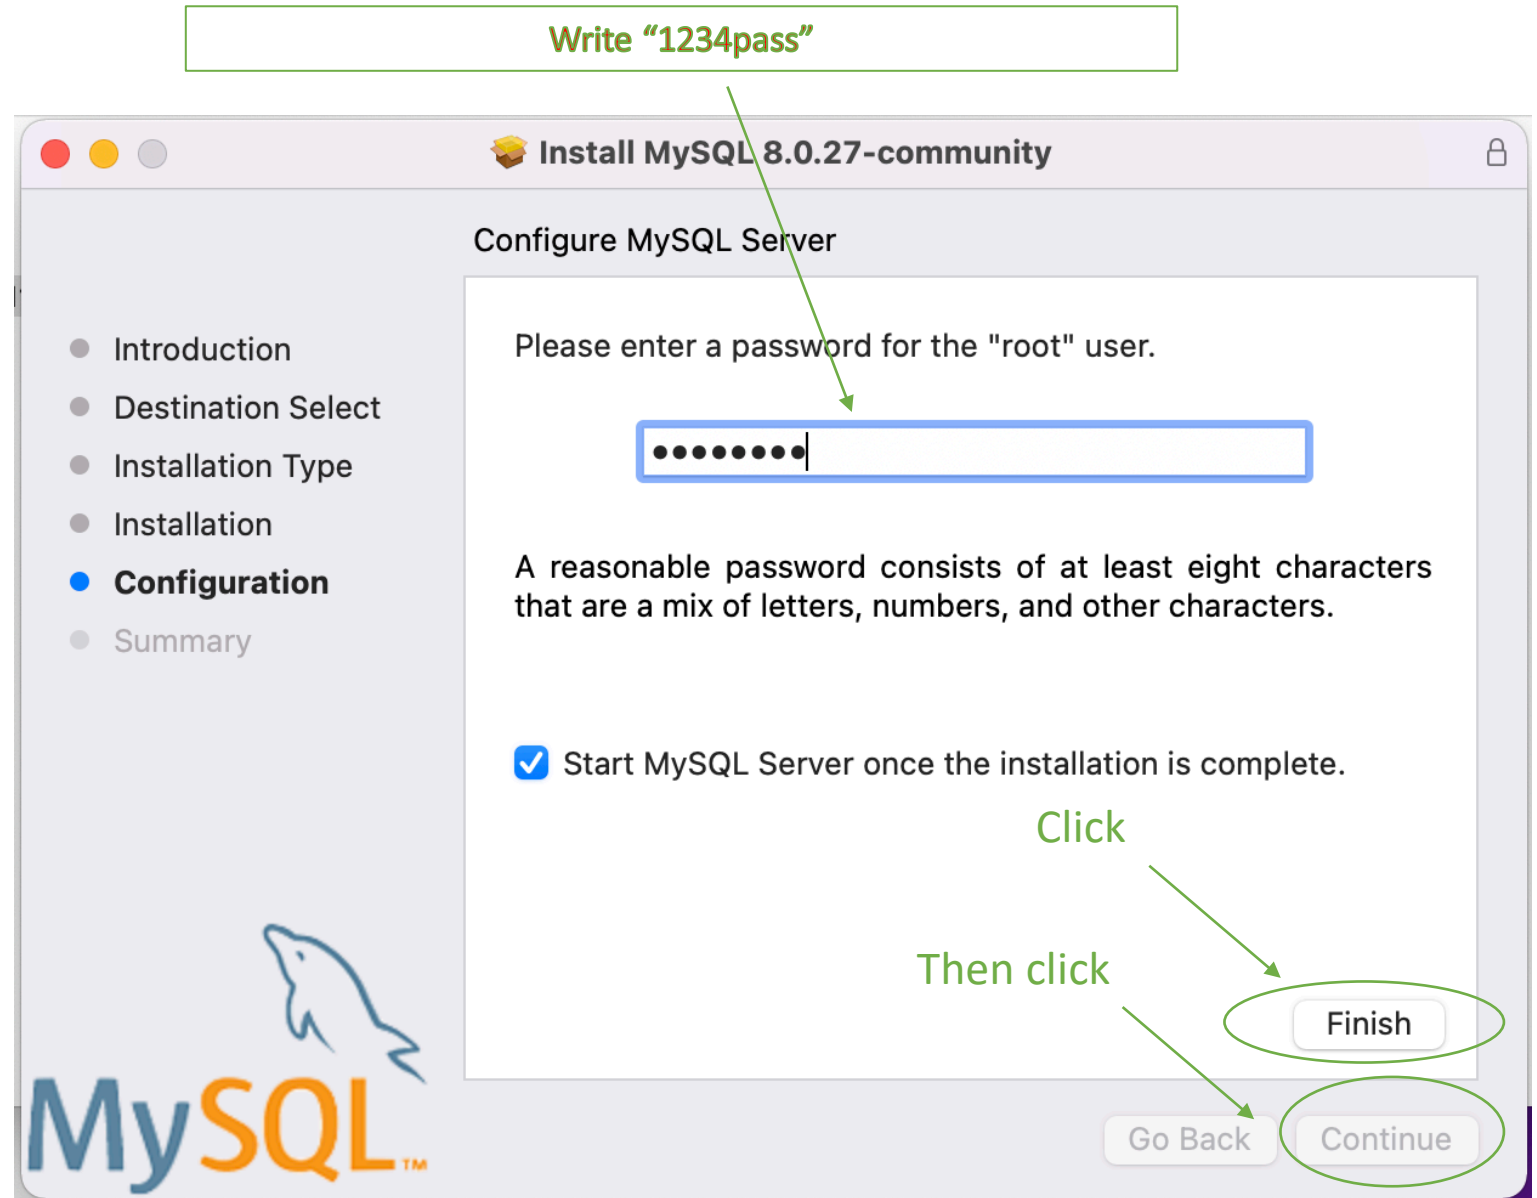 Write “1234pass”
Install MySQL 8.0.27-community
Configure MySQL Server
Introduction
Destination Select
Installation Type
Installation
Configuration
Summary
Please enter a password for the "root" user.
A reasonable password consists of at least eight characters
that are a mix of letters, numbers, and other characters.
Start MySQL Server once the installation is complete.
Click
Then click
Finish
Go Back
Continue
MySQL™